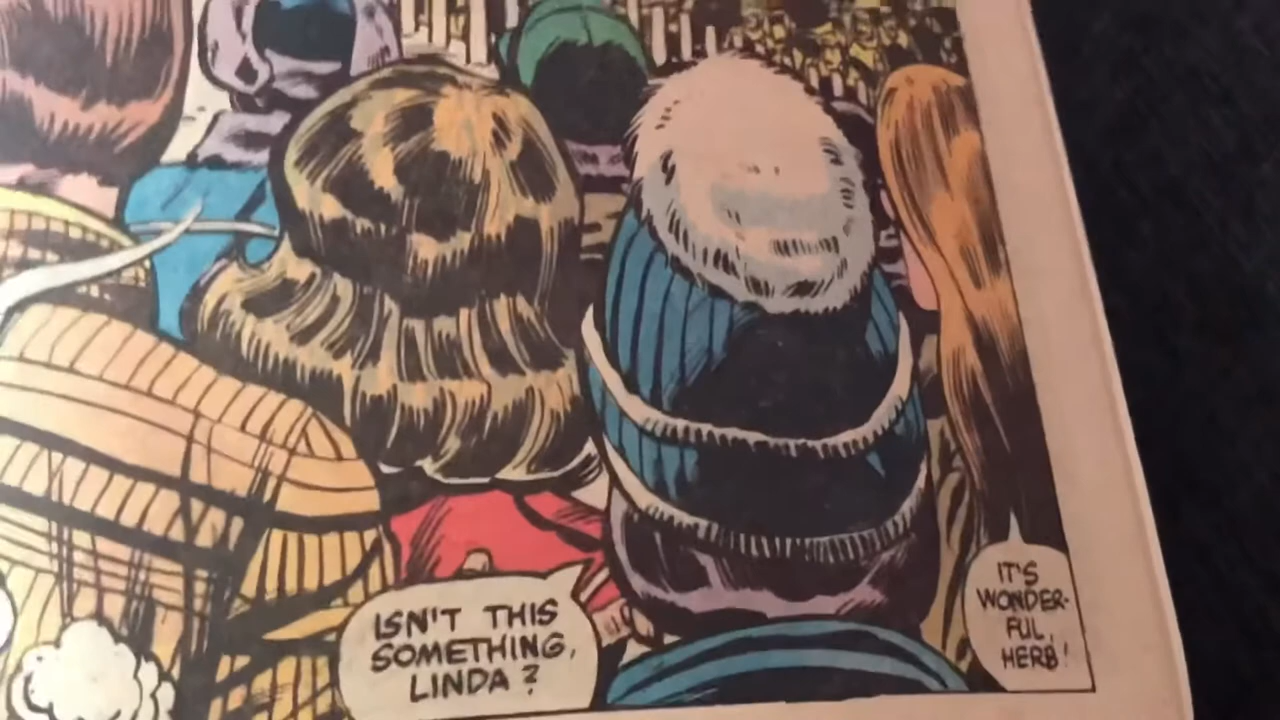 ISN'T THIS
SOMETHING,
LINDA?
IT'S
WONDER-
FUL,
HERB!